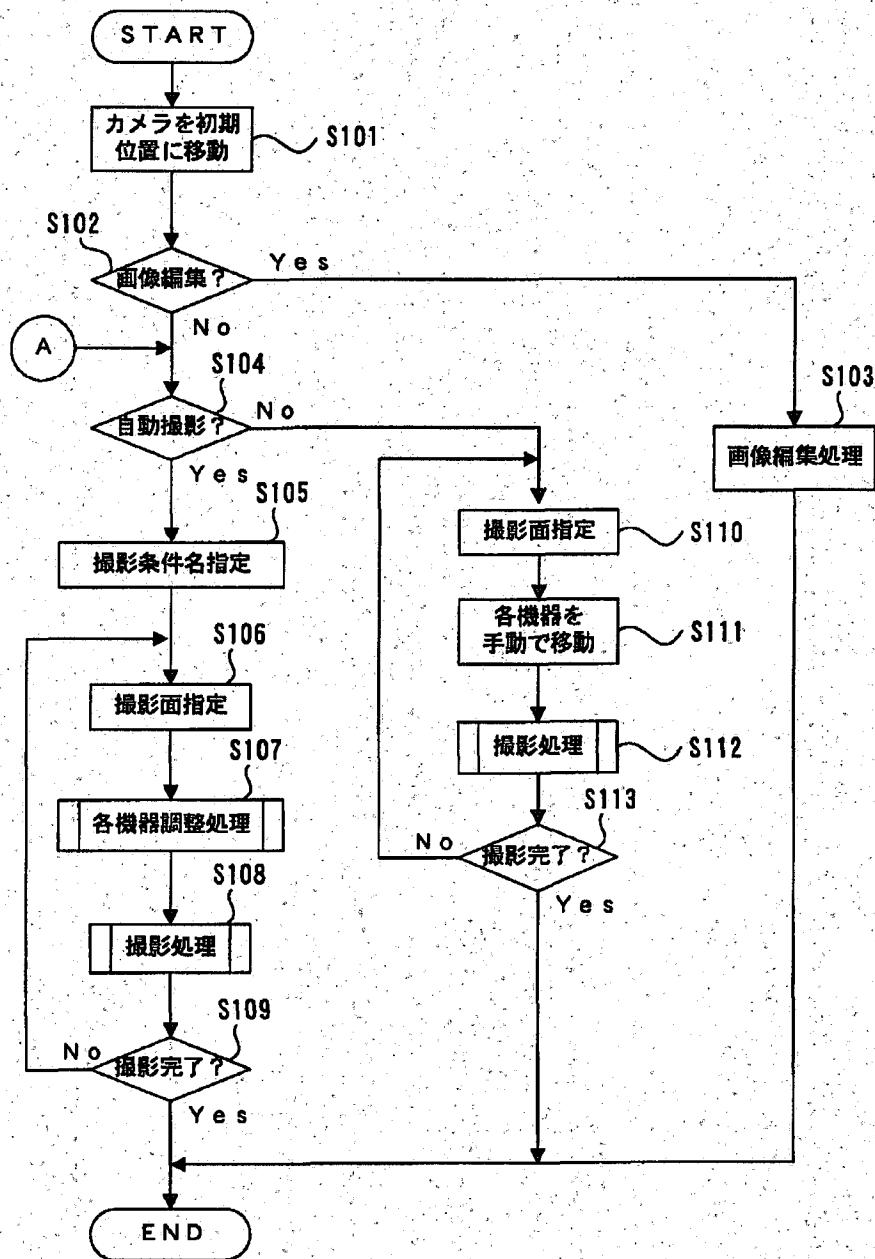 START
カメラを初期
位置に移動
S101
S102
画像編集?
Yes
No
A
S104
自動撮影?
No
Yes
S103
画像編集処理
S105
撮影条件名指定
S106
撮影面指定
S107
各機器調整処理
S108
撮影処理
S109
撮影完了?
No
Yes
撮影面指定
S110
各機器を
手動で移動
S111
撮影処理
S112
S113
撮影完了?
No
Yes
END